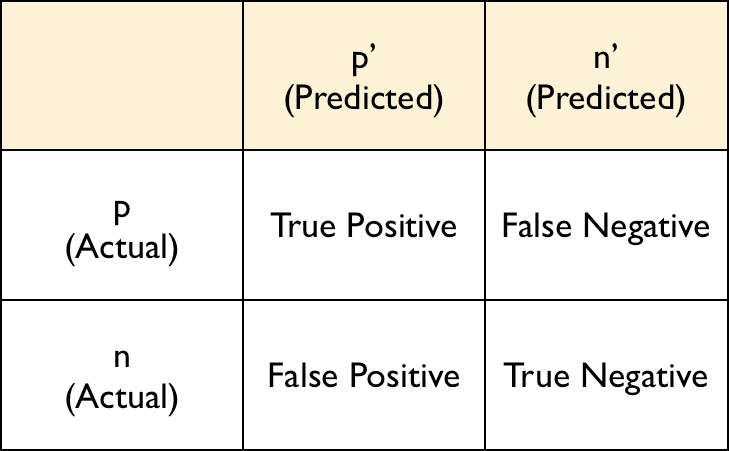 p’
(Predicted)
n’
(Predicted)
p
(Actual)
True Positive
False Negative
n
(Actual)
False Positive
True Negative